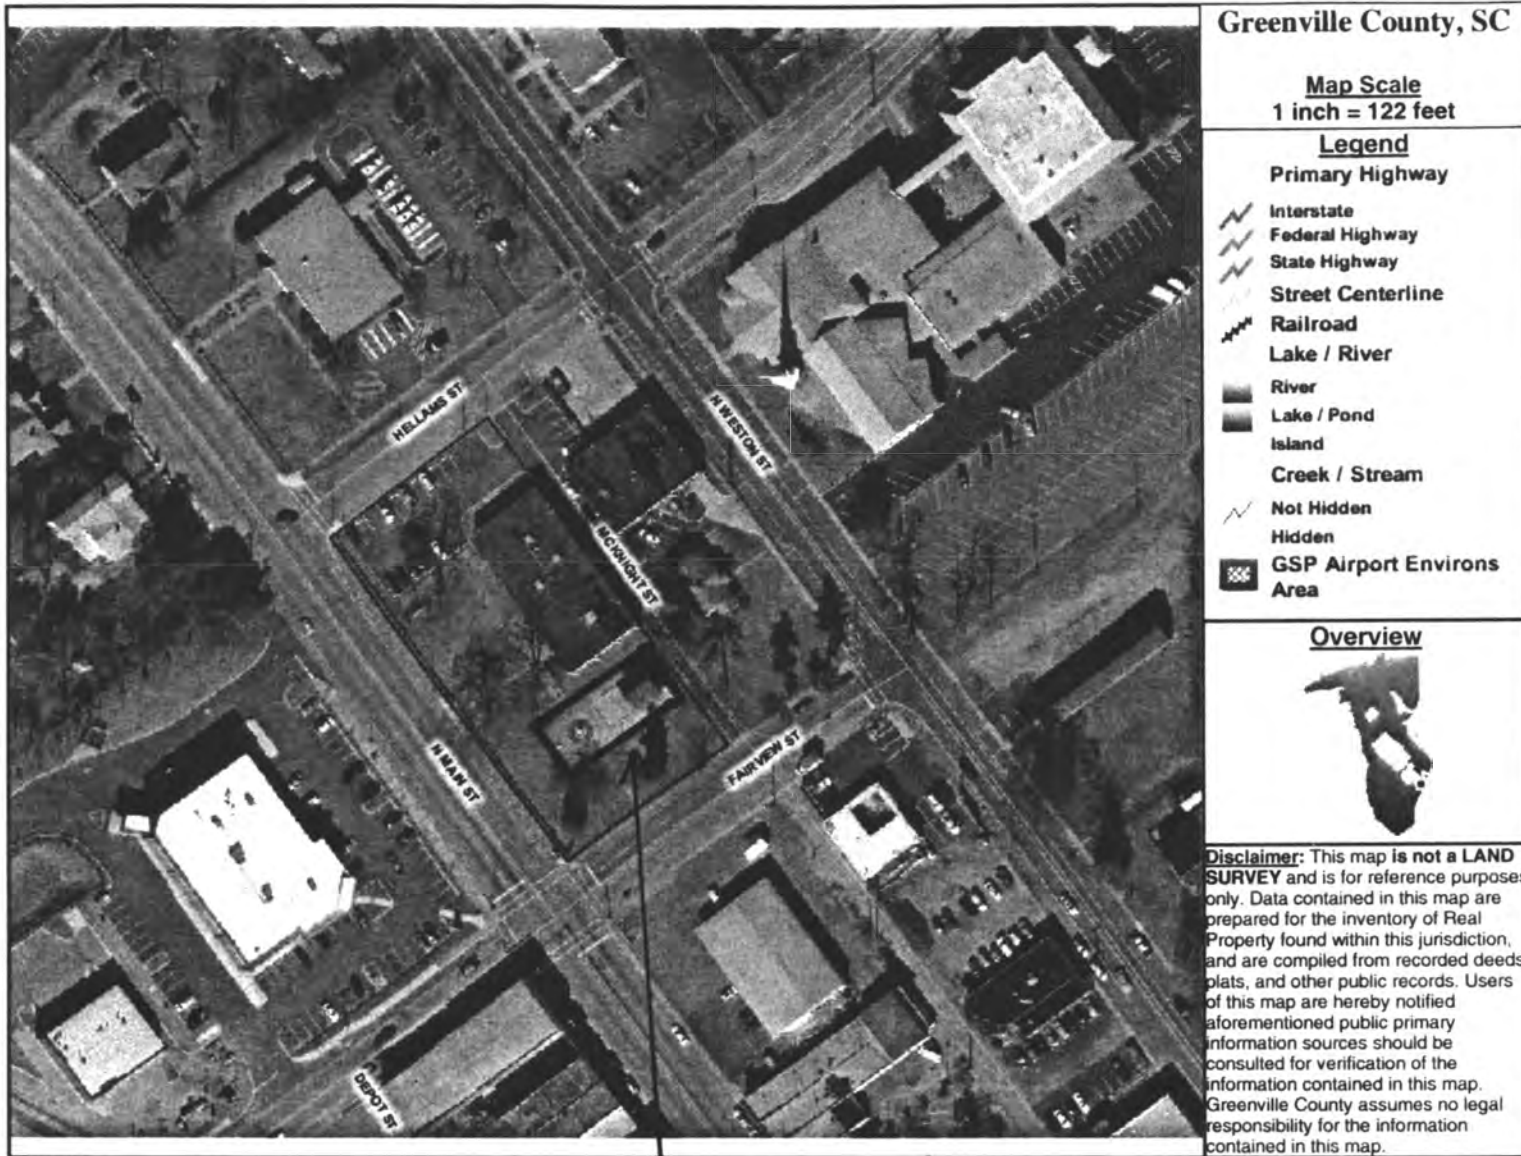 Greenville County, SC
Map Scale
1 inch = 122 feet
Legend
Primary Highway
Interstate
Federal Highway
State Highway
Street Centerline
Railroad
Lake / River
River
Lake / Pond
Island
Creek / Stream
Not Hidden
Hidden
GSP Airport Environs
Area
Overview
Disclaimer: This map is not a LAND
SURVEY and is for reference purposes
only. Data contained in this map are
prepared for the inventory of Real
Property found within this jurisdiction,
and are compiled from recorded deeds,
plats, and other public records. Users
of this map are hereby notified
aforementioned public primary
information sources should be
consulted for verification of the
information contained in this map.
Greenville County assumes no legal
responsibility for the information
contained in this map.
HELLAMS ST
N WESTON ST
MCKNIGHT ST
N MAIN ST
FAIRVIEW ST
DEPOT ST